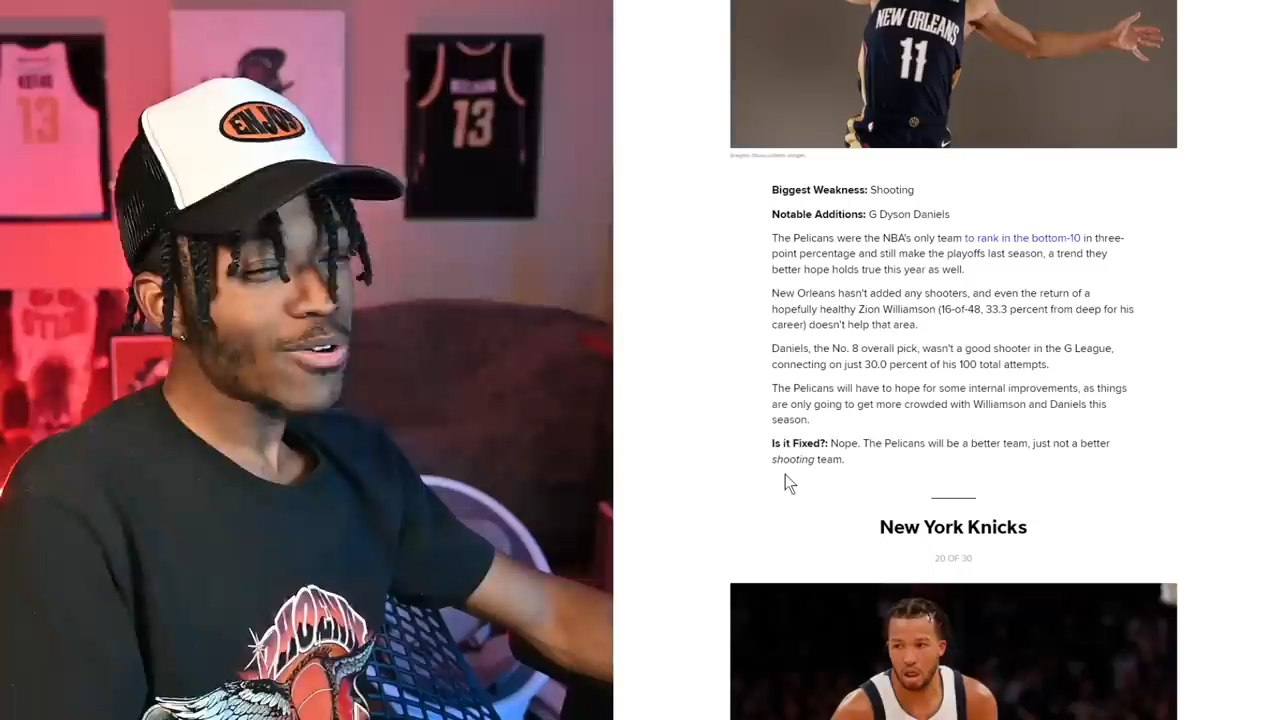 13
13
ENJOY
PHOENIX
NEW ORLEANS
11
Biggest Weakness: Shooting
Notable Additions: G Dyson Daniels
The Pelicans were the NBA's only team to rank in the bottom-10 in three-
point percentage and still make the playoffs last season, a trend they
better hope holds true this year as well.
New Orleans hasn't added any shooters, and even the return of a
hopefully healthy Zion Williamson (16-of-48, 33.3 percent from deep for his
career) doesn't help that area.
Daniels, the No. 8 overall pick, wasn't a good shooter in the G League,
connecting on just 30.0 percent of his 100 total attempts.
The Pelicans will have to hope for some internal improvements, as things
are only going to get more crowded with Williamson and Daniels this
season.
Is it Fixed?: Nope. The Pelicans will be a better team, just not a better
shooting team.
New York Knicks
20 OF 30